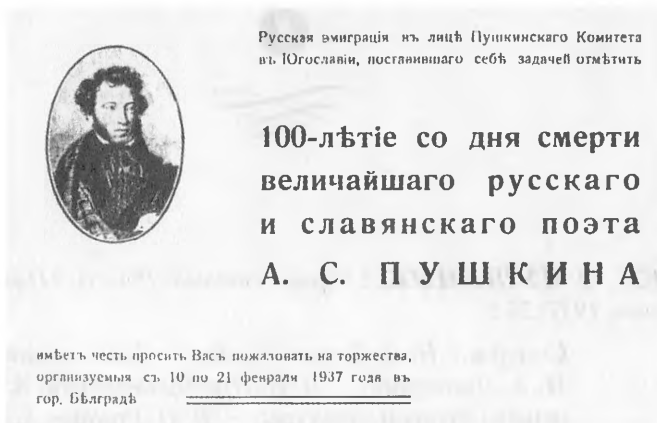 Русская эмиграція въ лицѣ Пушкинскаго Комитета
въ Югославіи, поставившаго себѣ задачей отмѣтить
100-лѣтіе со дня смерти
величайшаго русскаго
и славянскаго поэта
А. С. ПУШКИНА
имѣетъ честь просить Васъ пожаловать на торжества,
организуемыя съ 10 по 21 февраля 1937 года въ
гор. Бѣлградѣ